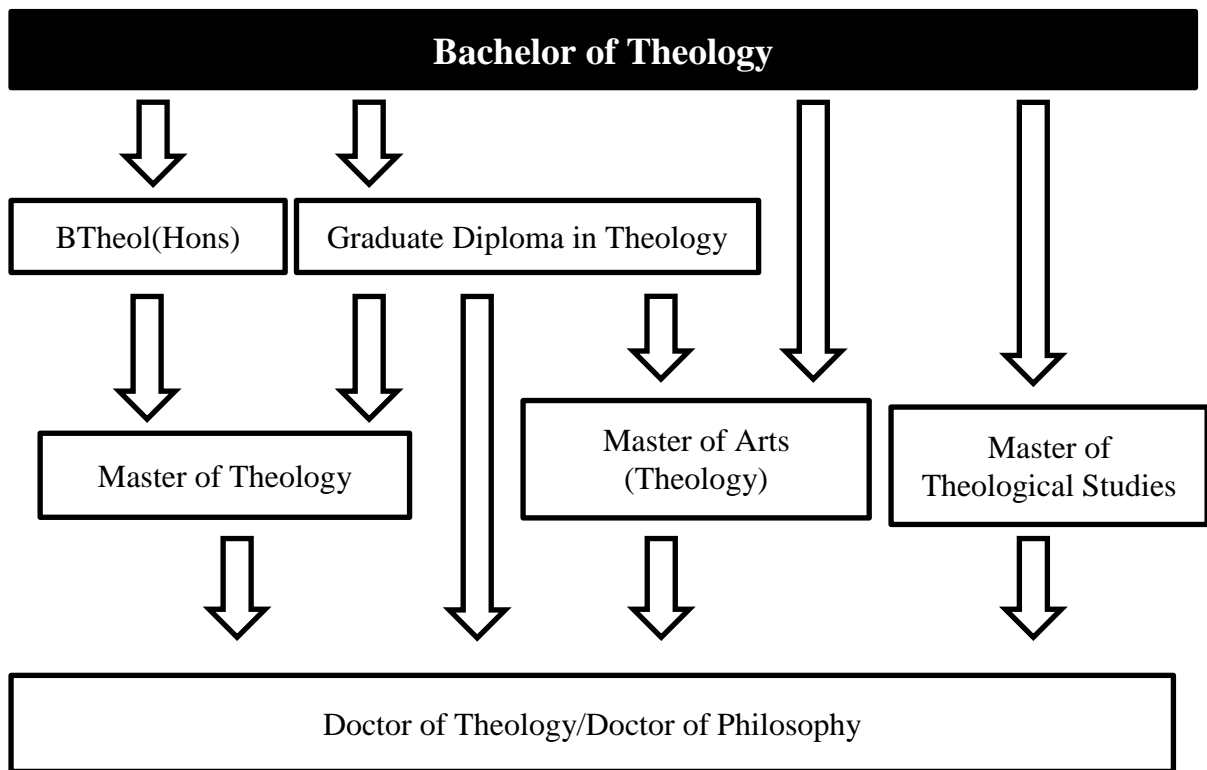 Bachelor of Theology
BTheol(Hons)
Graduate Diploma in Theology
Master of Theology
Master of Arts
(Theology)
Master of
Theological Studies
Doctor of Theology/Doctor of Philosophy